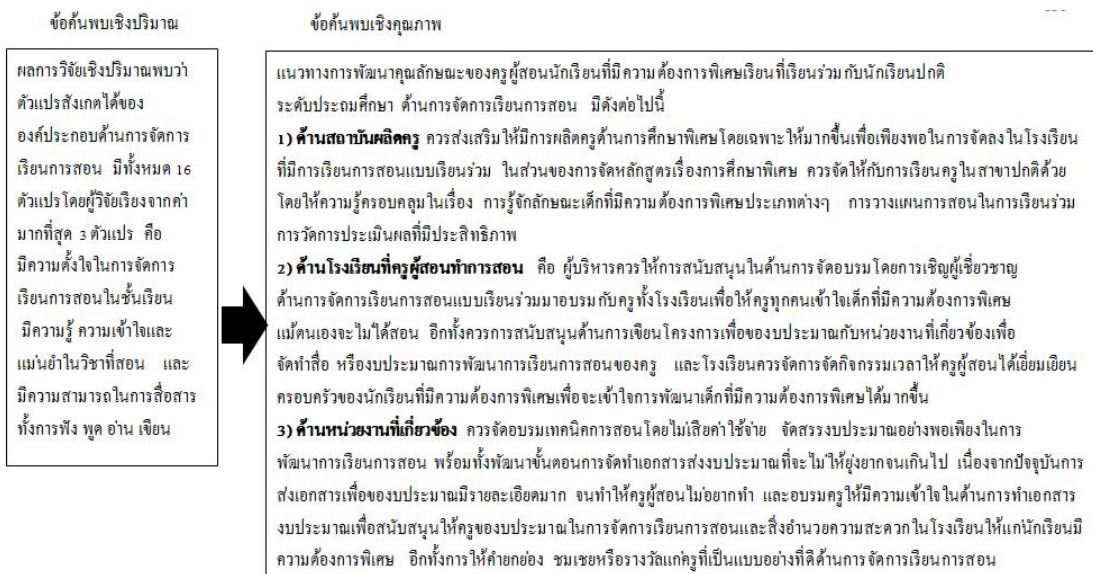 ข้อค้นพบเชิงปริมาณ
ข้อค้นพบเชิงคุณภาพ
ผลการวิจัยเชิงปริมาณพบว่า
ตัวแปรสังเกตได้ของ
องค์ประกอบด้านการจัดการ
เรียนการสอน มีทั้งหมด 16
ตัวแปรโดยผู้วิจัยเรียงจากค่า
มากที่สุด 3 ตัวแปร คือ
มีความตั้งใจในการจัดการ
เรียนการสอนในชั้นเรียน
มีความรู้ ความเข้าใจและ
แม่นยำในวิชาที่สอน และ
มีความสามารถในการสื่อสาร
ทั้งการฟัง พูด อ่าน เขียน
แนวทางการพัฒนาคุณลักษณะของครูผู้สอนนักเรียนที่มีความต้องการพิเศษเรียนที่เรียนร่วมกับนักเรียนปกติ
ระดับประถมศึกษา ด้านการจัดการเรียนการสอน มีดังต่อไปนี้
1) ด้านสถาบันผลิตครู ควรส่งเสริมให้มีการผลิตครูด้านการศึกษาพิเศษโดยเฉพาะให้มากขึ้นเพื่อเพียงพอในการจัดลงในโรงเรียน
ที่มีการเรียนการสอนแบบเรียนร่วม ในส่วนของการจัดหลักสูตรเรื่องการศึกษาพิเศษ ควรจัดให้กับการเรียนครูในสาขาปกติด้วย
โดยให้ความรู้ครอบคลุมในเรื่อง การรู้จักลักษณะเด็กที่มีความต้องการพิเศษประเภทต่างๆ การวางแผนการสอนในการเรียนร่วม
การวัดการประเมินผลที่มีประสิทธิภาพ
2) ด้านโรงเรียนที่ครูผู้สอนทำการสอน คือ ผู้บริหารควรให้การสนับสนุนในด้านการจัดอบรมโดยการเชิญผู้เชี่ยวชาญ
ด้านการจัดการเรียนการสอนแบบเรียนร่วมมาอบรมกับครูทั้งโรงเรียนเพื่อให้ครูทุกคนเข้าใจเด็กที่มีความต้องการพิเศษ
แม้ตนเองจะไม่ได้สอน อีกทั้งควรการสนับสนุนด้านการเขียนโครงการเพื่อของบประมาณกับหน่วยงานที่เกี่ยวข้องเพื่อ
จัดทำสื่อ หรืองบประมาณการพัฒนาการเรียนการสอนของครู และโรงเรียนควรจัดการจัดกิจกรรมเวลาให้ครูผู้สอนได้เยี่ยมเยียน
ครอบครัวของนักเรียนที่มีความต้องการพิเศษเพื่อจะเข้าใจการพัฒนาเด็กที่มีความต้องการพิเศษได้มากขึ้น
3) ด้านหน่วยงานที่เกี่ยวข้อง ควรจัดอบรมเทคนิคการสอนโดยไม่เสียค่าใช้จ่าย จัดสรรงบประมาณอย่างพอเพียงในการ
พัฒนาการเรียนการสอน พร้อมทั้งพัฒนาขั้นตอนการจัดทำเอกสารส่งงบประมาณที่จะไม่ให้ยุ่งยากจนเกินไป เนื่องจากปัจจุบันการ
ส่งเอกสารเพื่อของบประมาณมีรายละเอียดมาก จนทำให้ครูผู้สอนไม่อยากทำ และอบรมครูให้มีความเข้าใจในด้านการทำเอกสาร
งบประมาณเพื่อสนับสนุนให้ครูของบประมาณในการจัดการเรียนการสอนและสิ่งอำนวยความสะดวกในโรงเรียนให้แก่นักเรียนมี
ความต้องการพิเศษ อีกทั้งการให้คำยกย่อง ชมเชยหรือรางวัลแก่ครูที่เป็นแบบอย่างที่ดีด้านการจัดการเรียนการสอน